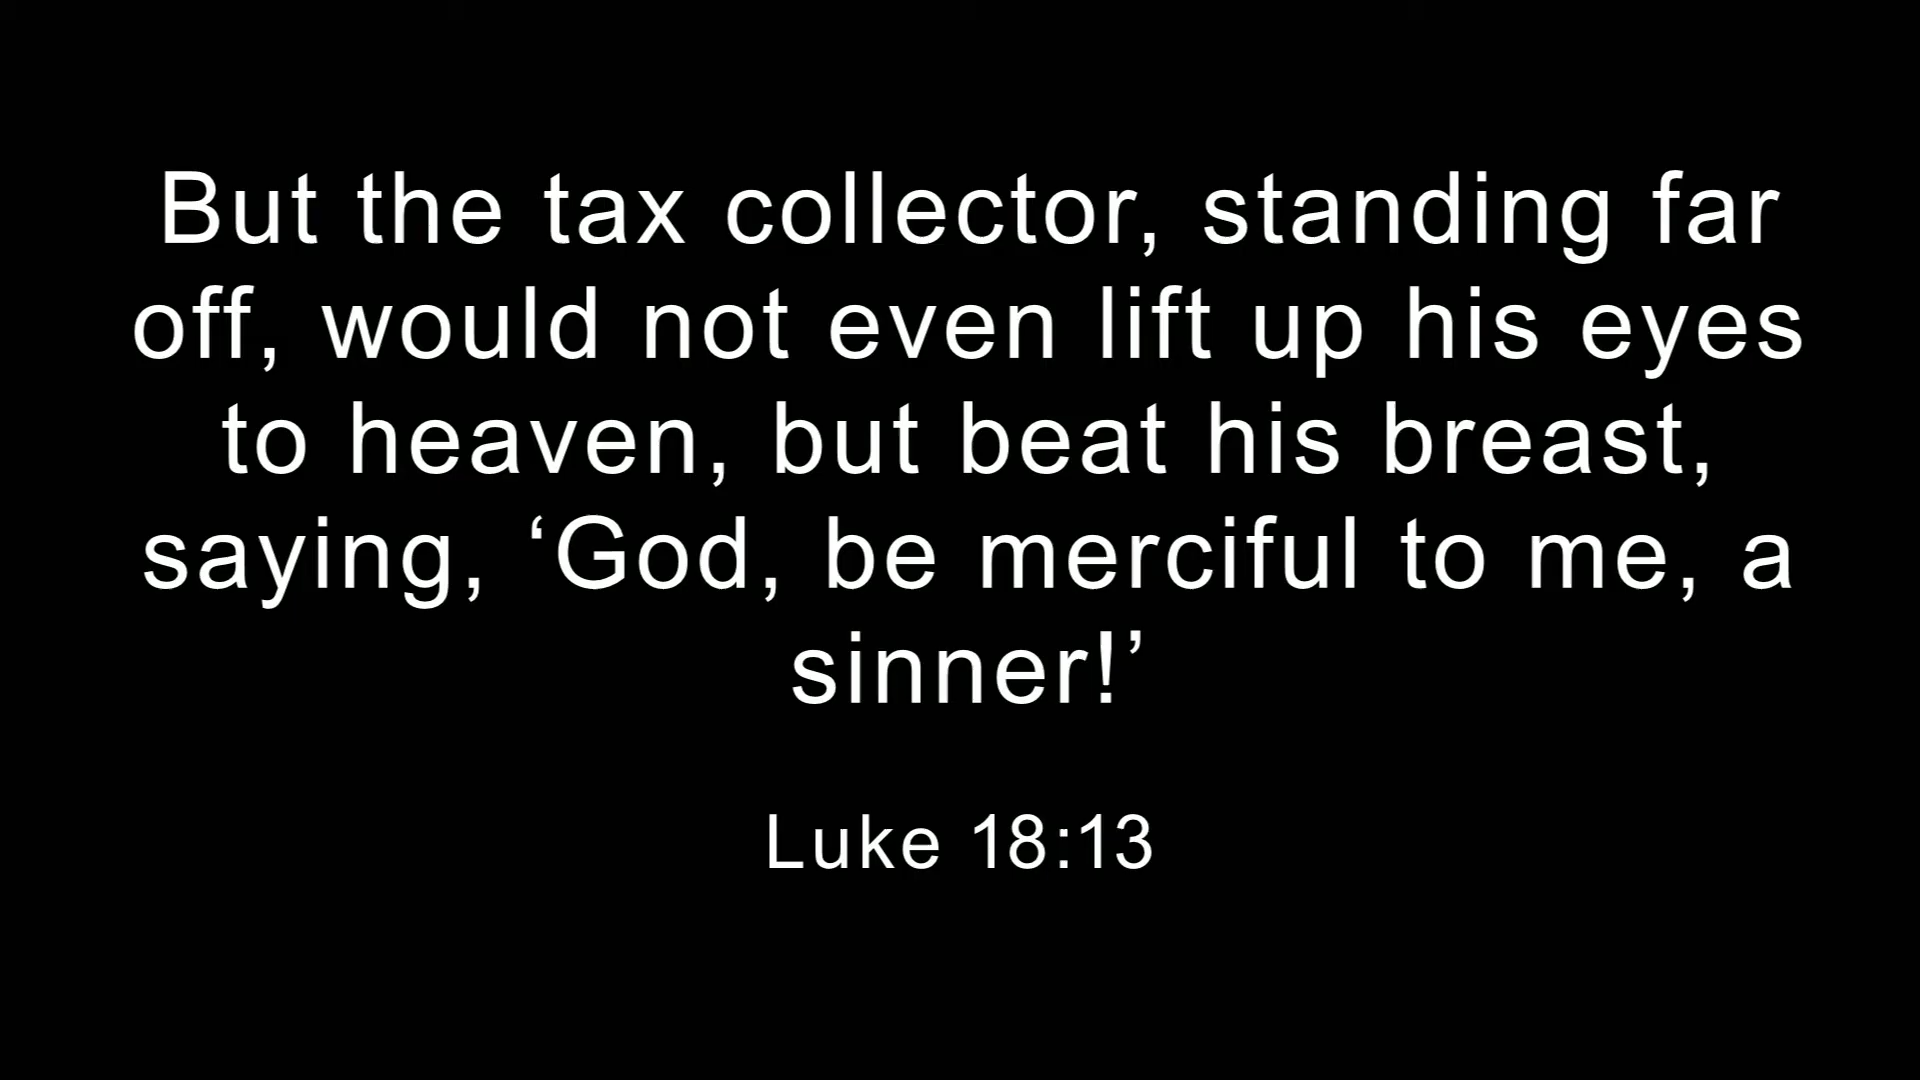 But the tax collector, standing far
off, would not even lift up his eyes
to heaven, but beat his breast,
saying, ‘God, be merciful to me, a
sinner!’
Luke 18:13